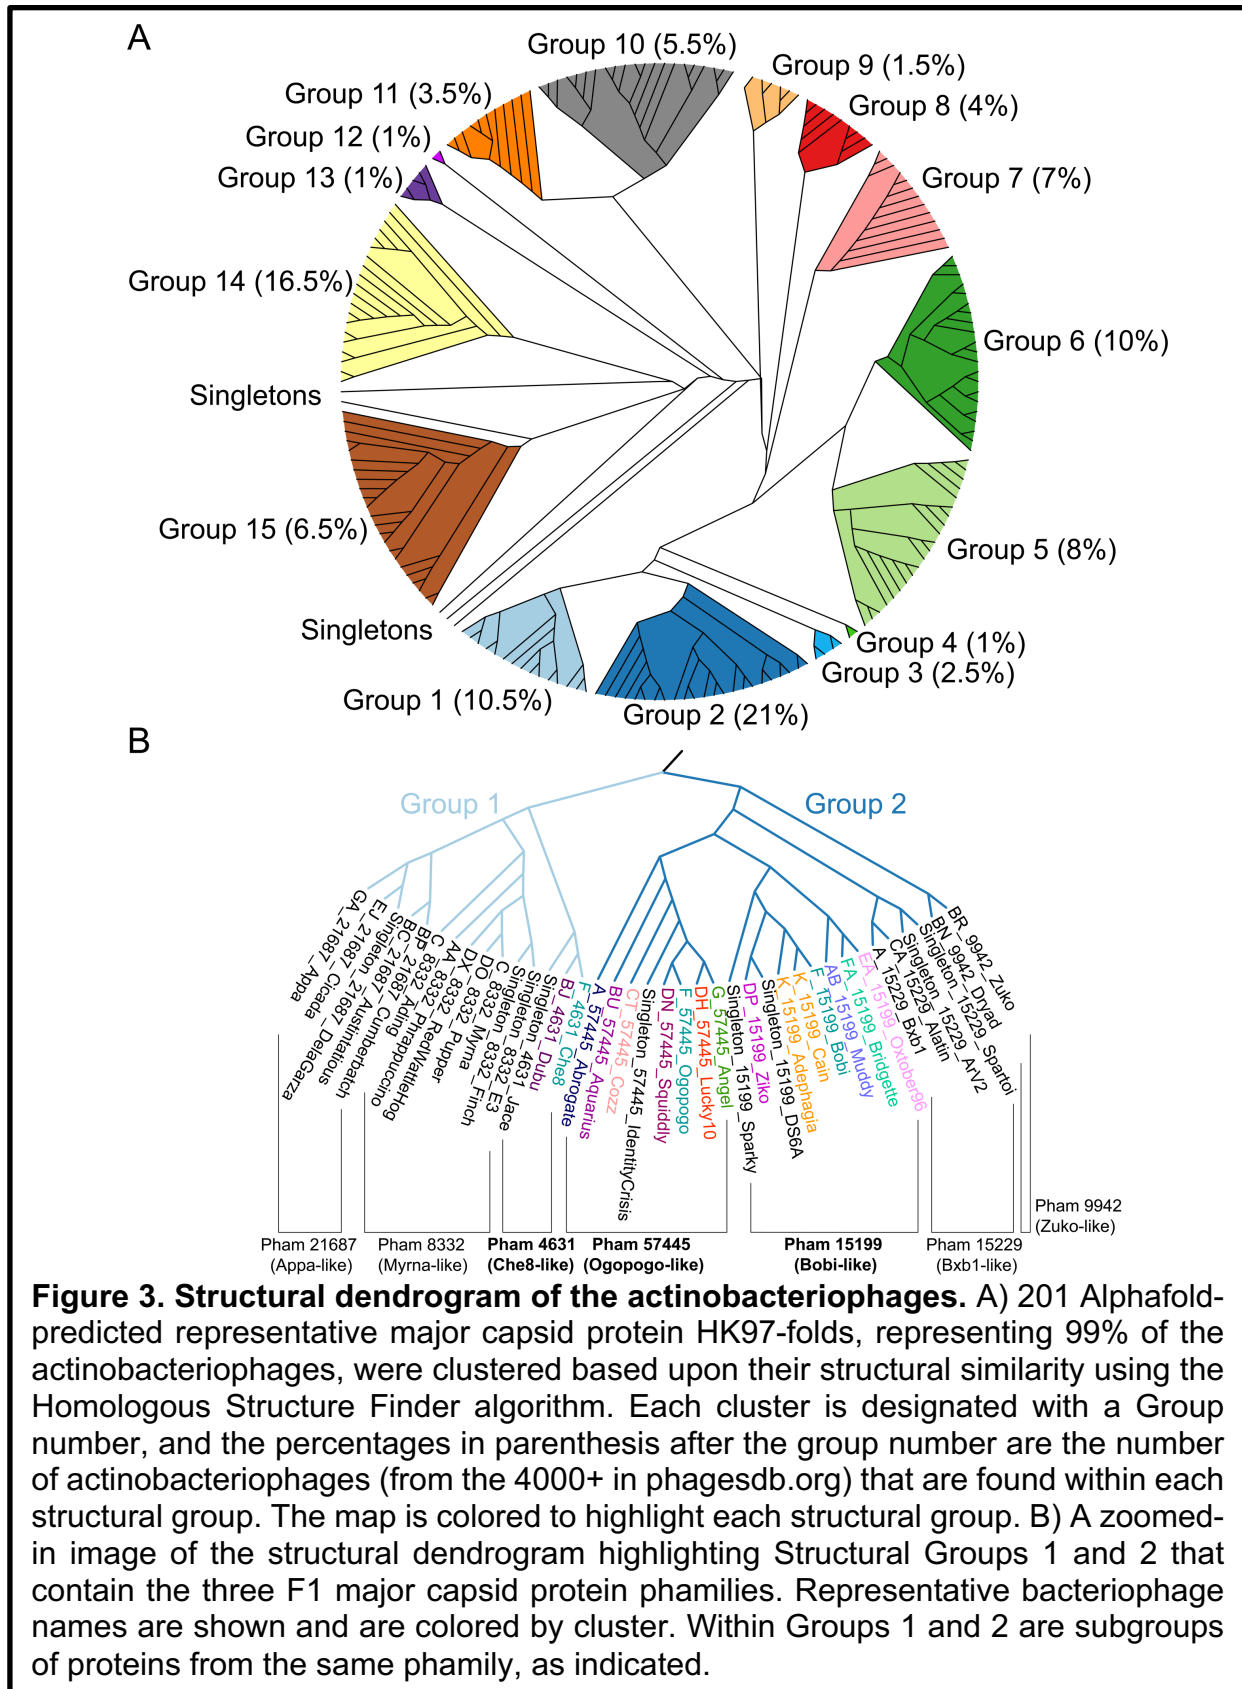 A
Group 10 (5.5%)
Group 9 (1.5%)
Group 11 (3.5%)
Group 8 (4%)
Group 12 (1%)
Group 13 (1%)
Group 7 (7%)
Group 14 (16.5%)
Group 6 (10%)
Singletons
Group 15 (6.5%)
Group 5 (8%)
Singletons
Group 4 (1%)
Group 3 (2.5%)
Group 1 (10.5%)
Group 2 (21%)
B
Group 1
Group 2
GA_21687_Appa
EJ_21687_Cicada
Singleton_21687_DelaGarza
BC_21687_Austintatious
BF_21687_Cumberbatch
C_8332_Phrappuccino
AA_8332_RedWattleHog
DX_8332_Pupper
DO_8332_Myrna
C_8332_
Singleton_8332_Finch
Singleton_8332_E3
Singleton_4631_Jace
BJ_4631_Dubu
F_4631_Che8
A_57445_Abrogate
BU_57445_Aquarius
CT_57445_Cozz
Singleton_57445_IdentityCrisis
DN_57445_Squiddly
F_57445_Ogopogo
DH_57445_Lucky10
G_57445_Angel
Singleton_15199_Sparky
DP_15199_Ziko
Singleton_15199_DS6A
K_15199_Adephagia
K_15199_Cain
F_15199_Bobi
AB_15199_Muddy
FA_15199_Bridgette
EA_15199_Oxtober96
A_15229_Bxb1
CA_15229_Alatin
Singleton_15229_ArV2
Singleton_15229_Spartoi
BN_9942_Dryad
BR_9942_Zuko
Pham 21687
(Appa-like)
Pham 8332
(Myrna-like)
Pham 4631
(Che8-like)
Pham 57445
(Ogopogo-like)
Pham 15199
(Bobi-like)
Pham 15229
(Bxb1-like)
Pham 9942
(Zuko-like)
Figure 3. Structural dendrogram of the actinobacteriophages. A) 201 Alphafold-
predicted representative major capsid protein HK97-folds, representing 99% of the
actinobacteriophages, were clustered based upon their structural similarity using the
Homologous Structure Finder algorithm. Each cluster is designated with a Group
number, and the percentages in parenthesis after the group number are the number
of actinobacteriophages (from the 4000+ in phagesdb.org) that are found within each
structural group. The map is colored to highlight each structural group. B) A zoomed-
in image of the structural dendrogram highlighting Structural Groups 1 and 2 that
contain the three F1 major capsid protein phamilies. Representative bacteriophage
names are shown and are colored by cluster. Within Groups 1 and 2 are subgroups
of proteins from the same phamily, as indicated.